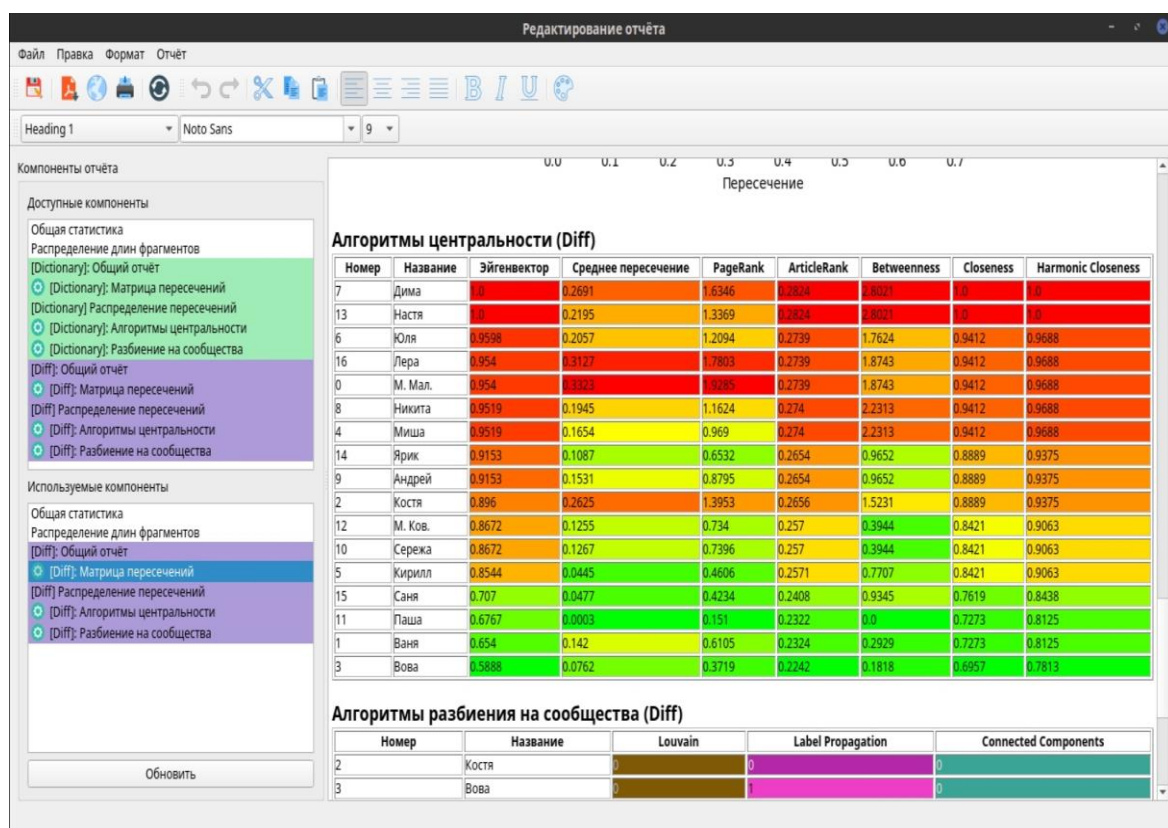 Редактирование отчёта
Файл Правка Формат Отчёт
B I U
Heading 1 Noto Sans 9
Компоненты отчёта
Доступные компоненты
Общая статистика
Распределение длин фрагментов
[Dictionary]: Общий отчёт
[Dictionary]: Матрица пересечений
[Dictionary] Распределение пересечений
[Dictionary]: Алгоритмы центральности
[Dictionary]: Разбиение на сообщества
[Diff]: Общий отчёт
[Diff]: Матрица пересечений
[Diff] Распределение пересечений
[Diff]: Алгоритмы центральности
[Diff]: Разбиение на сообщества
Используемые компоненты
Общая статистика
Распределение длин фрагментов
[Diff]: Общий отчёт
[Diff]: Матрица пересечений
[Diff] Распределение пересечений
[Diff]: Алгоритмы центральности
[Diff]: Разбиение на сообщества
Обновить
0.0 0.1 0.2 0.3 0.4 0.5 0.6 0.7
Пересечение
Алгоритмы центральности (Diff)
Номер Название Эйгенвектор Среднее пересечение PageRank ArticleRank Betweenness Closeness Harmonic Closeness
7 Дима 1.0 0.2691 1.6346 0.2824 2.8021 1.0 1.0
13 Настя 1.0 0.2195 1.3369 0.2824 2.8021 1.0 1.0
6 Юля 0.9598 0.2057 1.2094 0.2739 1.7624 0.9412 0.9688
16 Лера 0.954 0.3127 1.7803 0.2739 1.8743 0.9412 0.9688
0 М. Мал. 0.954 0.3323 1.9285 0.2739 1.8743 0.9412 0.9688
8 Никита 0.9519 0.1945 1.1624 0.274 2.2313 0.9412 0.9688
4 Миша 0.9519 0.1654 0.969 0.274 2.2313 0.9412 0.9688
14 Ярик 0.9153 0.1087 0.6532 0.2654 0.9652 0.8889 0.9375
9 Андрей 0.9153 0.1531 0.8795 0.2654 0.9652 0.8889 0.9375
2 Костя 0.896 0.2625 1.3953 0.2656 1.5231 0.8889 0.9375
12 М. Ков. 0.8672 0.1255 0.734 0.257 0.3944 0.8421 0.9063
10 Сережа 0.8672 0.1267 0.7396 0.257 0.3944 0.8421 0.9063
5 Кирилл 0.8544 0.0445 0.4606 0.2571 0.7707 0.8421 0.9063
15 Саня 0.707 0.0477 0.4234 0.2408 0.9345 0.7619 0.8438
11 Паша 0.6767 0.0003 0.151 0.2322 0.0 0.7273 0.8125
1 Ваня 0.654 0.142 0.6105 0.2324 0.2929 0.7273 0.8125
3 Вова 0.5888 0.0762 0.3719 0.2242 0.1818 0.6957 0.7813
Алгоритмы разбиения на сообщества (Diff)
Номер Название Louvain Label Propagation Connected Components
2 Костя 0 0 0
3 Вова 0 1 0